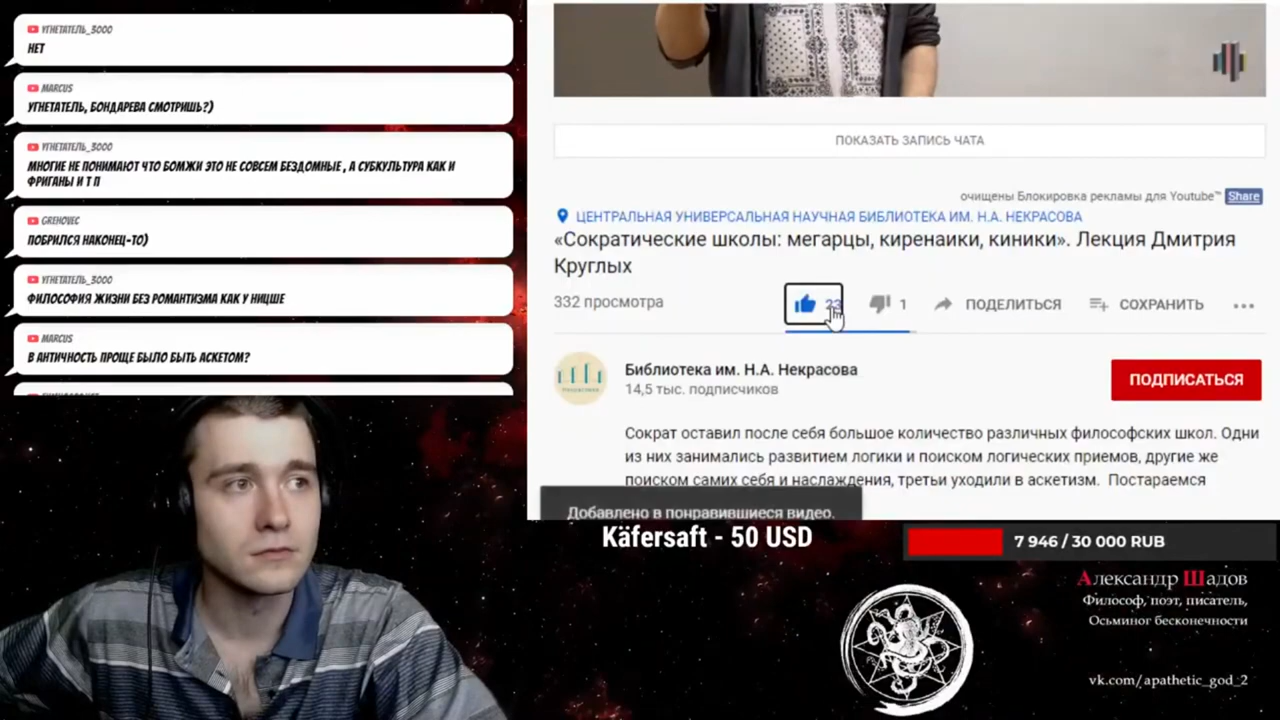 УГНЕТАТЕЛЬ_3000
НЕТ
MARCUS
УГНЕТАТЕЛЬ, БОНДАРЕВА СМОТРИШЬ?)
УГНЕТАТЕЛЬ_3000
МНОГИЕ НЕ ПОНИМАЮТ ЧТО БОМЖИ ЭТО НЕ СОВСЕМ БЕЗДОМНЫЕ , А СУБКУЛЬТУРА КАК И
ФРИГАНЫ И Т П
GREHOVEC
ПОБРИЛСЯ НАКОНЕЦ-ТО)
УГНЕТАТЕЛЬ_3000
ФИЛОСОФИЯ ЖИЗНИ БЕЗ РОМАНТИЗМА КАК У НИЦШЕ
MARCUS
В АНТИЧНОСТЬ ПРОЩЕ БЫЛО БЫТЬ АСКЕТОМ?
ПОКАЗАТЬ ЗАПИСЬ ЧАТА
очищены Блокировка рекламы для Youtube™ Share
ЦЕНТРАЛЬНАЯ УНИВЕРСАЛЬНАЯ НАУЧНАЯ БИБЛИОТЕКА ИМ. Н.А. НЕКРАСОВА
«Сократические школы: мегарцы, киренаики, киники». Лекция Дмитрия
Круглых
332 просмотра
23
1
ПОДЕЛИТЬСЯ
СОХРАНИТЬ
Библиотека им. Н.А. Некрасова
14,5 тыс. подписчиков
ПОДПИСАТЬСЯ
Сократ оставил после себя большое количество различных философских школ. Одни
из них занимались развитием логики и поиском логических приемов, другие же
поиском самих себя и наслаждения, третьи уходили в аскетизм. Постараемся
Добавлено в понравившиеся видео.
Käfersaft - 50 USD
7 946 / 30 000 RUB
Александр Шадов
Философ, поэт, писатель,
Осьминог бесконечности
vk.com/apathetic_god_2